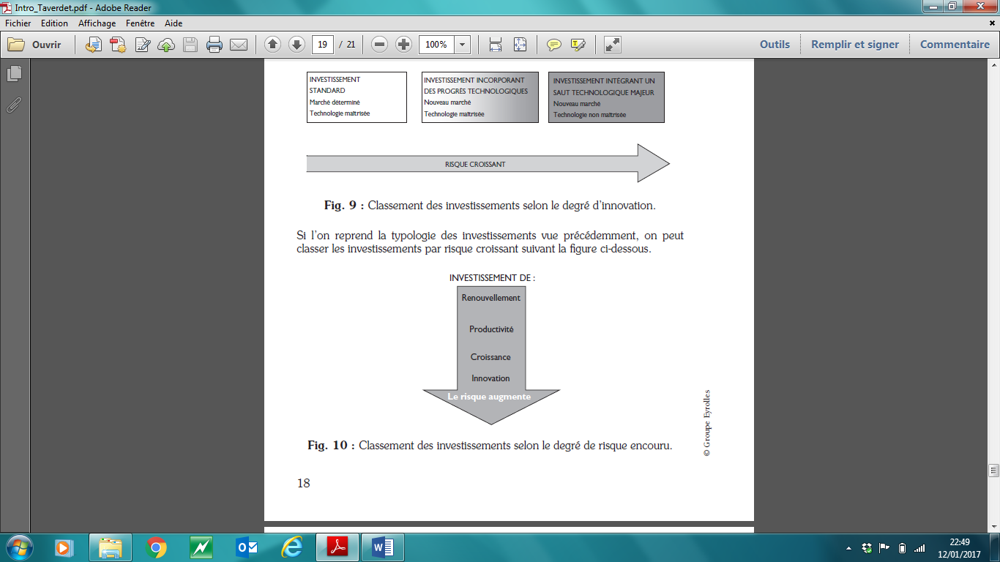 Intro_Taverdet.pdf - Adobe Reader
Fichier Edition Affichage Fenêtre Aide
Ouvrir 19 / 21 100% Outils Remplir et signer Commentaire
INVESTISSEMENT
STANDARD
Marché déterminé
Technologie maîtrisée
INVESTISSEMENT INCORPORANT
DES PROGRÈS TECHNOLOGIQUES
Nouveau marché
Technologie maîtrisée
INVESTISSEMENT INTÉGRANT UN
SAUT TECHNOLOGIQUE MAJEUR
Nouveau marché
Technologie non maîtrisée
RISQUE CROISSANT
Fig. 9 : Classement des investissements selon le degré d'innovation.
Si l'on reprend la typologie des investissements vue précédemment, on peut
classer les investissements par risque croissant suivant la figure ci-dessous.
INVESTISSEMENT DE :
Renouvellement
Productivité
Croissance
Innovation
Le risque augmente
© Groupe Eyrolles
Fig. 10 : Classement des investissements selon le degré de risque encouru.
18
22:49
12/01/2017